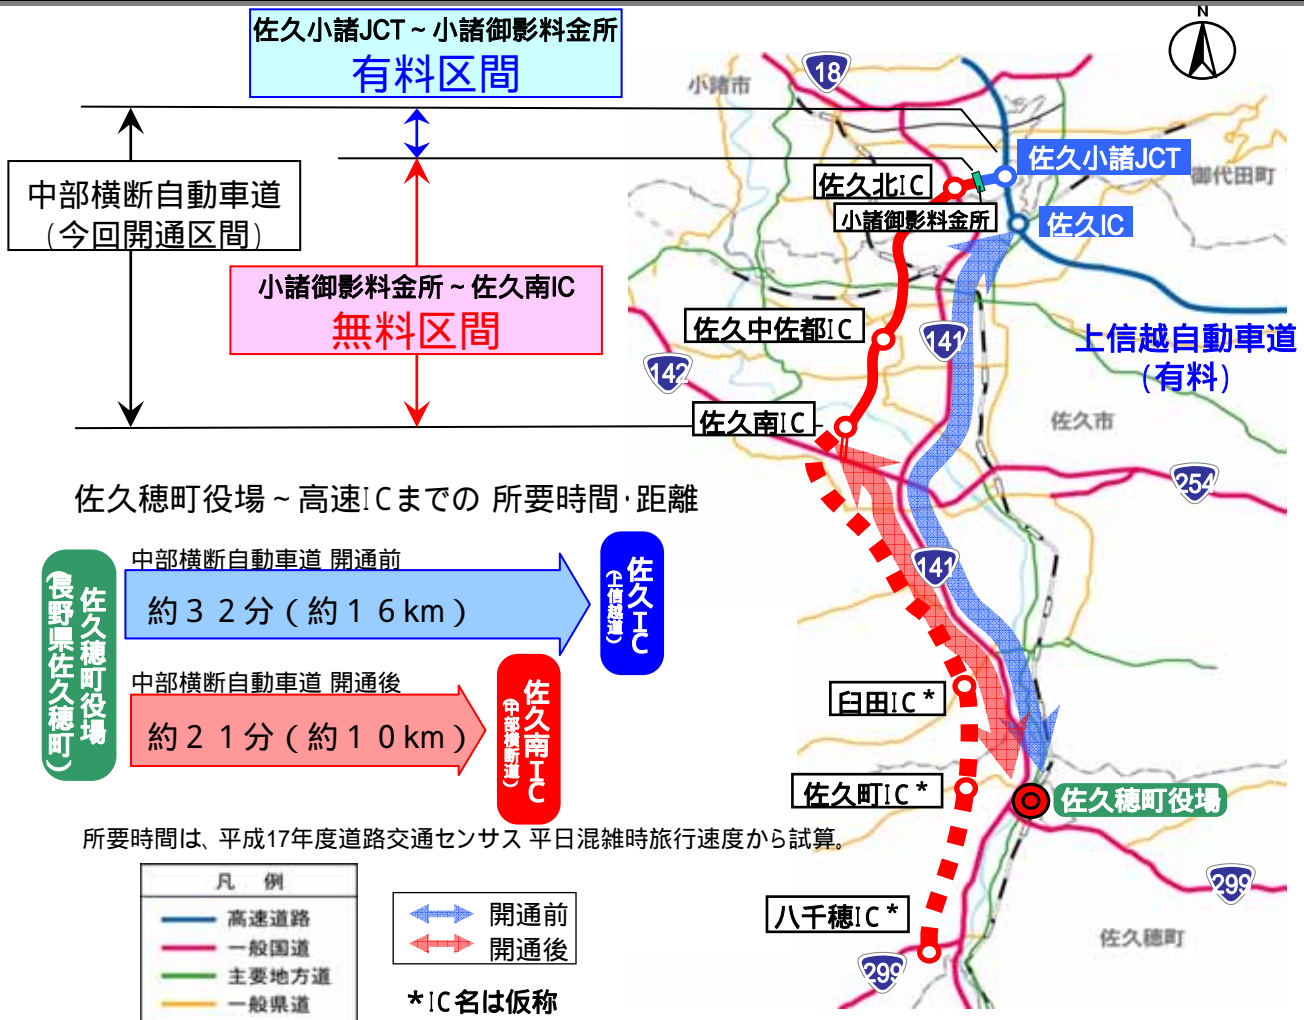 佐久小諸JCT~小諸御影料金所
有料区間
N
18
小諸市
佐久小諸JCT
御代田町
中部横断自動車道
(今回開通区間)
佐久北IC
小諸御影料金所
佐久IC
小諸御影料金所~佐久南IC
無料区間
佐久中佐都IC
141
上信越自動車道
(有料)
142
佐久南IC
佐久市
254
佐久穂町役場~高速ICまでの 所要時間・距離
中部横断自動車道 開通前
約32分(約16km)
佐久IC
(上信越道)
佐久穂町役場
(長野県佐久穂町)
中部横断自動車道 開通後
約21分(約10km)
佐久南IC
(中部横断道)
141
臼田IC*
佐久町IC*
佐久穂町役場
所要時間は、平成17年度道路交通センサス 平日混雑時旅行速度から試算。
299
八千穂IC*
佐久穂町
299
凡 例
高速道路
一般国道
主要地方道
一般県道
開通前
開通後
*IC名は仮称